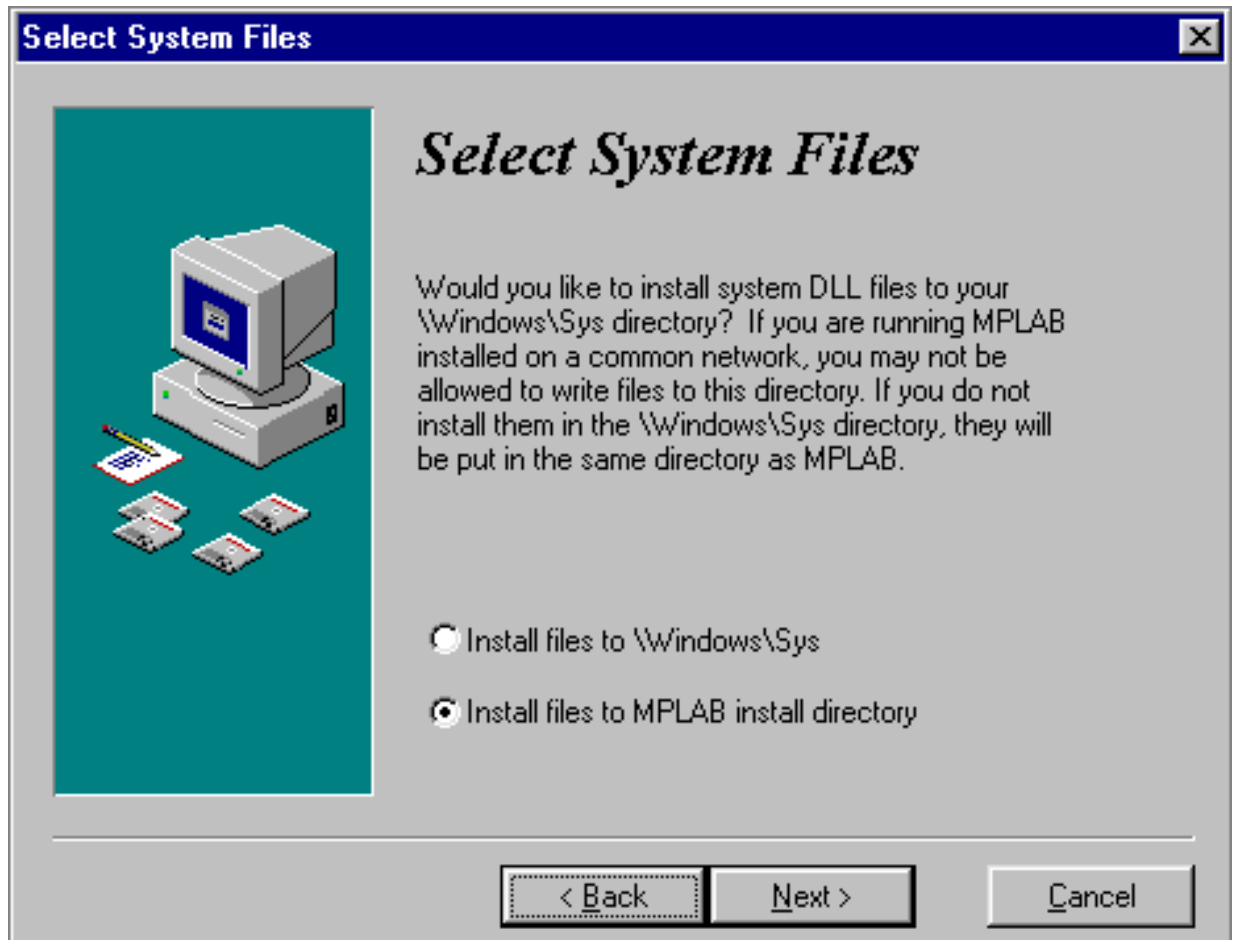 Select System Files
Select System Files
Would you like to install system DLL files to your
\Windows\Sys directory?  If you are running MPLAB
installed on a common network, you may not be
allowed to write files to this directory. If you do not
install them in the \Windows\Sys directory, they will
be put in the same directory as MPLAB.
Install files to \Windows\Sys
Install files to MPLAB install directory
< Back Next > Cancel